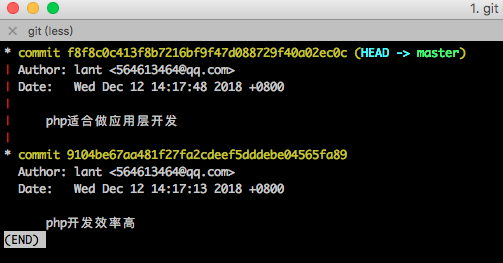 1. git
git (less)
* commit f8f8c0c413f8b7216bf9f47d088729f40a02ec0c (HEAD -> master)
| Author: lant <564613464@qq.com>
| Date:   Wed Dec 12 14:17:48 2018 +0800
|
|     php适合做应用层开发
|
* commit 9104be67aa481f27fa2cdeef5dddebe04565fa89
  Author: lant <564613464@qq.com>
  Date:   Wed Dec 12 14:17:13 2018 +0800

      php开发效率高
(END)